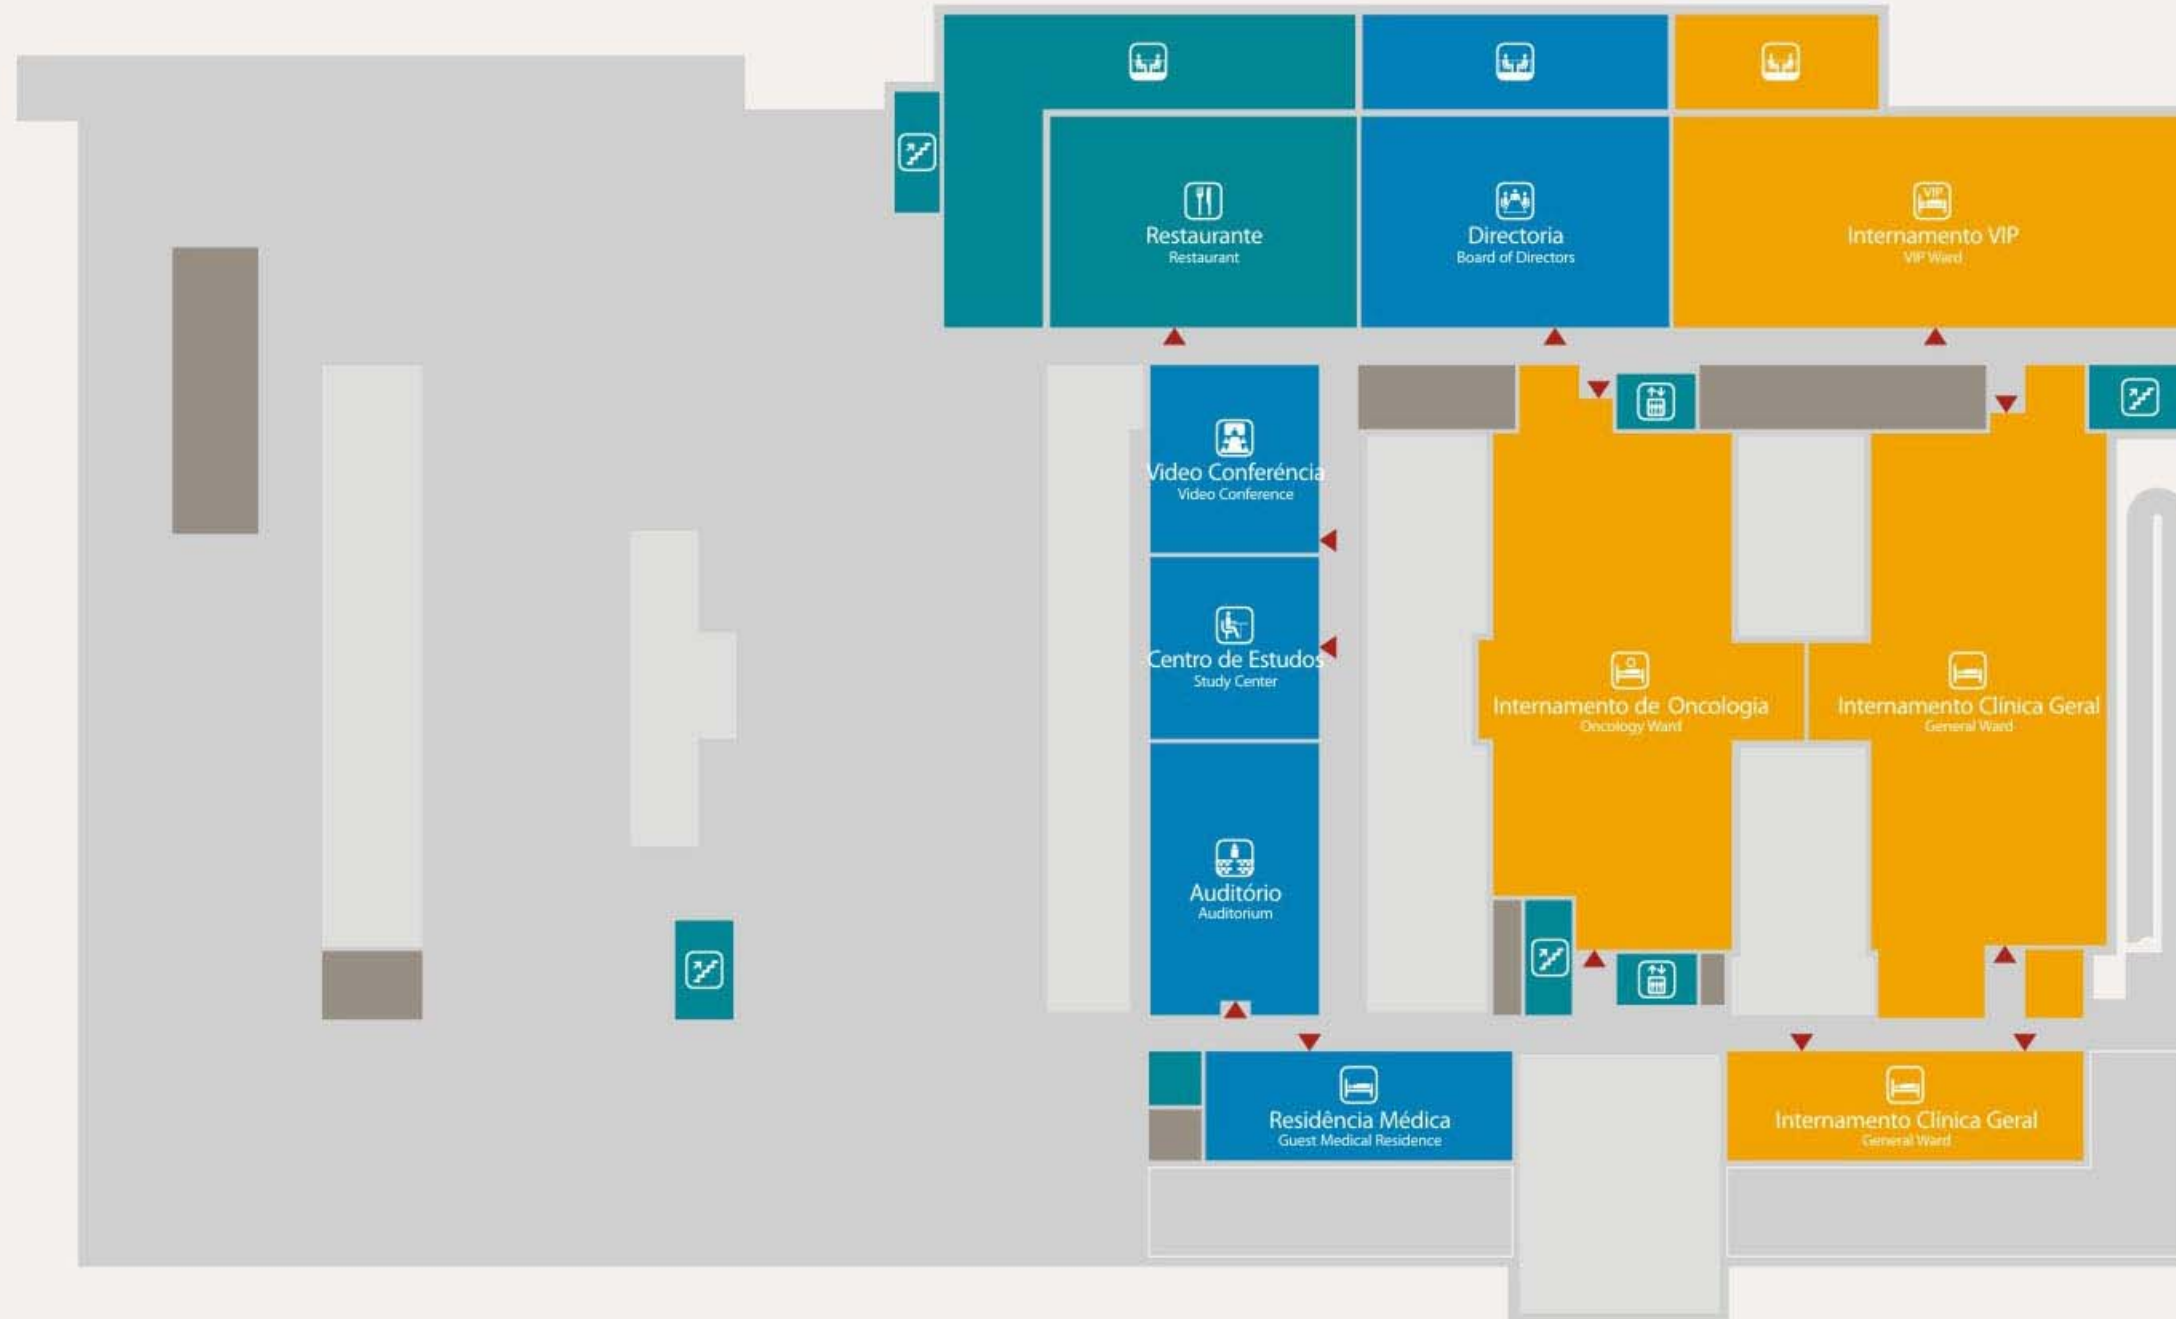 Restaurante
Restaurant
Directoria
Board of Directors
VIP
Internamento VIP
VIP Ward
Video Conferéncia
Video Conference
Centro de Estudos
Study Center
Internamento de Oncologia
Oncology Ward
Internamento Clínica Geral
General Ward
Auditório
Auditorium
Residência Médica
Guest Medical Residence
Internamento Clínica Geral
General Ward